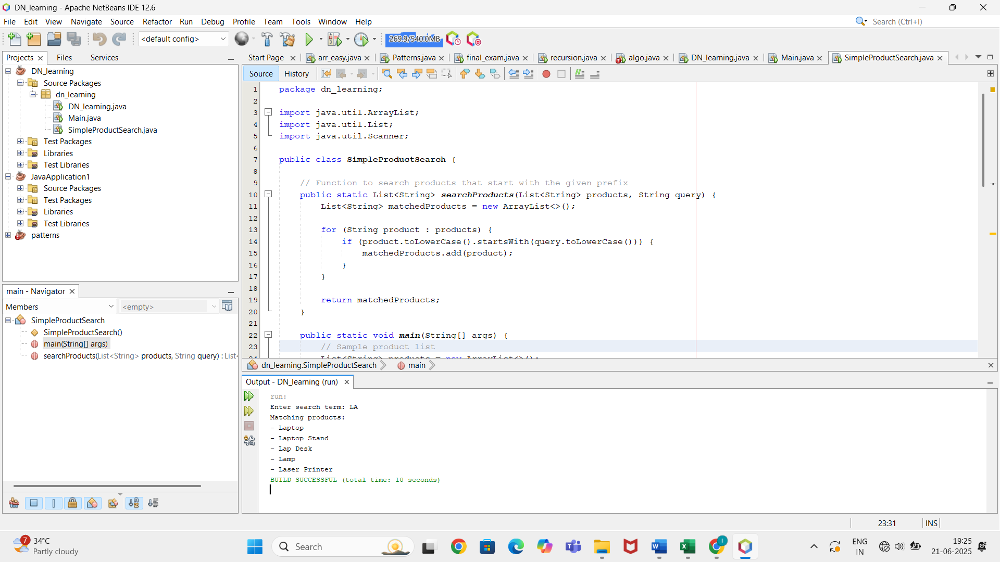 DN_learning - Apache NetBeans IDE 12.6
File Edit View Navigate Source Refactor Run Debug Profile Team Tools Window Help
Search (Ctrl+I)
<default config>
269.9/540.0MB
Projects Files Services
Start Page arr_easy.java Patterns.java final_exam.java recursion.java algo.java DN_learning.java Main.java SimpleProductSearch.java
Source History
DN_learning
Source Packages
dn_learning
DN_learning.java
Main.java
SimpleProductSearch.java
Test Packages
Libraries
Test Libraries
JavaApplication1
Source Packages
Test Packages
Libraries
Test Libraries
patterns
main - Navigator
Members <empty>
SimpleProductSearch
SimpleProductSearch()
main(String[] args)
searchProducts(List<String> products, String query) : List<
1 package dn_learning;
2
3 import java.util.ArrayList;
4 import java.util.List;
5 import java.util.Scanner;
6
7 public class SimpleProductSearch {
8
9 // Function to search products that start with the given prefix
10 public static List<String> searchProducts(List<String> products, String query) {
11 List<String> matchedProducts = new ArrayList<>();
12
13 for (String product : products) {
14 if (product.toLowerCase().startsWith(query.toLowerCase())) {
15 matchedProducts.add(product);
16 }
17 }
18
19 return matchedProducts;
20 }
21
22 public static void main(String[] args) {
23 // Sample product list
24 List<String> products = new ArrayList<>();
dn_learning.SimpleProductSearch main
Output - DN_learning (run)
run:
Enter search term: LA
Matching products:
- Laptop
- Laptop Stand
- Lap Desk
- Lamp
- Laser Printer
BUILD SUCCESSFUL (total time: 10 seconds)
23:31 INS
7
34°C
Partly cloudy
Search
ENG
IN
19:25
21-06-2025